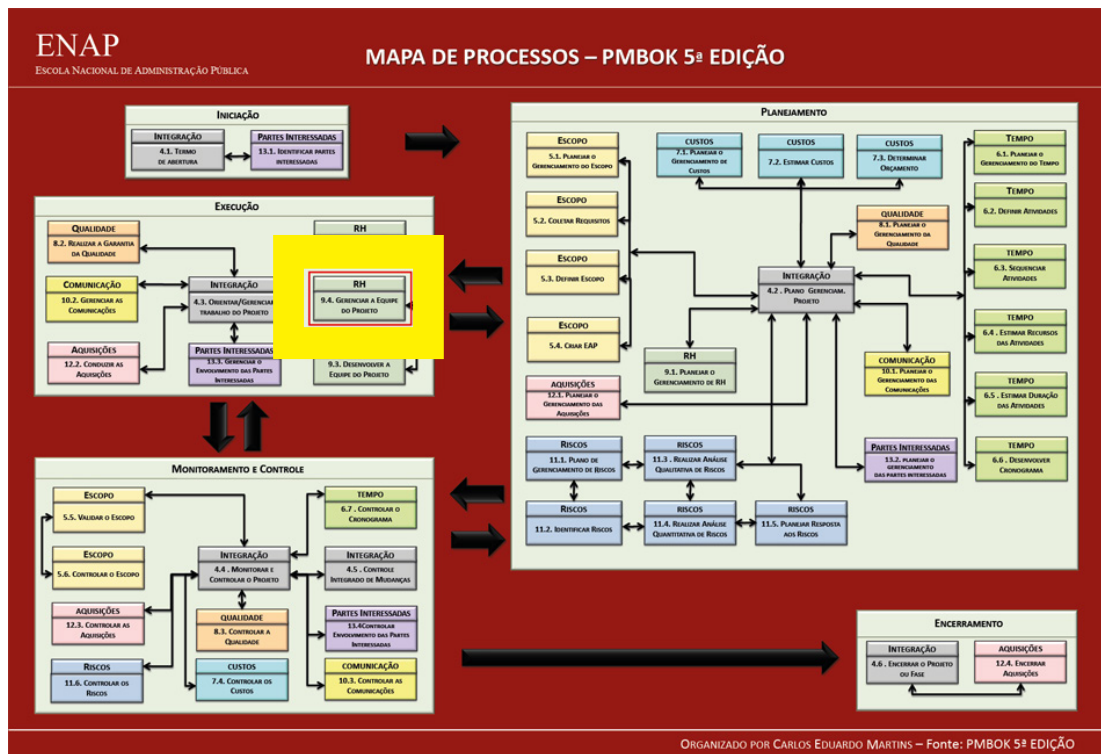 ENAP
ESCOLA NACIONAL DE ADMINISTRAÇÃO PÚBLICA
MAPA DE PROCESSOS – PMBOK 5ª EDIÇÃO
INICIAÇÃO
INTEGRAÇÃO
4.1. TERMO
DE ABERTURA
PARTES INTERESSADAS
13.1. IDENTIFICAR PARTES
INTERESSADAS
EXECUÇÃO
QUALIDADE
8.2. REALIZAR A GARANTIA
DA QUALIDADE
COMUNICAÇÃO
10.2. GERENCIAR AS
COMUNICAÇÕES
AQUISIÇÕES
12.2. CONDUZIR AS
AQUISIÇÕES
INTEGRAÇÃO
4.3. ORIENTAR/GERENCIAR
TRABALHO DO PROJETO
PARTES INTERESSADAS
13.3. GERENCIAR O
ENVOLVIMENTO DAS PARTES
INTERESSADAS
RH
RH
9.4. GERENCIAR A EQUIPE
DO PROJETO
9.3. DESENVOLVER A
EQUIPE DO PROJETO
PLANEJAMENTO
ESCOPO
5.1. PLANEJAR O
GERENCIAMENTO DO ESCOPO
ESCOPO
5.2. COLETAR REQUISITOS
ESCOPO
5.3. DEFINIR ESCOPO
ESCOPO
5.4. CRIAR EAP
AQUISIÇÕES
12.1. PLANEJAR O
GERENCIAMENTO DAS
AQUISIÇÕES
CUSTOS
7.1. PLANEJAR O
GERENCIAMENTO DE
CUSTOS
CUSTOS
7.2. ESTIMAR CUSTOS
CUSTOS
7.3. DETERMINAR
ORÇAMENTO
QUALIDADE
8.1. PLANEJAR O
GERENCIAMENTO DA
QUALIDADE
INTEGRAÇÃO
4.2. PLANO GERENCIAM.
PROJETO
RH
9.1. PLANEJAR O
GERENCIAMENTO DE RH
COMUNICAÇÃO
10.1. PLANEJAR O
GERENCIAMENTO DAS
COMUNICAÇÕES
PARTES INTERESSADAS
13.2. PLANEJAR O
GERENCIAMENTO
DAS PARTES INTERESSADAS
TEMPO
6.1. PLANEJAR O
GERENCIAMENTO DO TEMPO
TEMPO
6.2. DEFINIR ATIVIDADES
TEMPO
6.3. SEQUENCIAR
ATIVIDADES
TEMPO
6.4 . ESTIMAR RECURSOS
DAS ATIVIDADES
TEMPO
6.5 . ESTIMAR DURAÇÃO
DAS ATIVIDADES
TEMPO
6.6 . DESENVOLVER
CRONOGRAMA
RISCOS
11.1. PLANO DE
GERENCIAMENTO DE RISCOS
RISCOS
11.3 . REALIZAR ANÁLISE
QUALITATIVA DE RISCOS
RISCOS
11.2. IDENTIFICAR RISCOS
RISCOS
11.4. REALIZAR ANÁLISE
QUANTITATIVA DE RISCOS
RISCOS
11.5. PLANEJAR RESPOSTA
AOS RISCOS
MONITORAMENTO E CONTROLE
ESCOPO
5.5. VALIDAR O ESCOPO
ESCOPO
5.6. CONTROLAR O ESCOPO
AQUISIÇÕES
12.3. CONTROLAR AS
AQUISIÇÕES
RISCOS
11.6. CONTROLAR OS
RISCOS
INTEGRAÇÃO
4.4 . MONITORAR E
CONTROLAR O PROJETO
QUALIDADE
8.3. CONTROLAR A
QUALIDADE
CUSTOS
7.4. CONTROLAR OS
CUSTOS
TEMPO
6.7 . CONTROLAR O
CRONOGRAMA
INTEGRAÇÃO
4.5 . CONTROLE
INTEGRADO DE MUDANÇAS
PARTES INTERESSADAS
13.4CONTROLAR
ENVOLVIMENTO DAS PARTES
INTERESSADAS
COMUNICAÇÃO
10.3. CONTROLAR AS
COMUNICAÇÕES
ENCERRAMENTO
INTEGRAÇÃO
4.6 . ENCERRAR O PROJETO
OU FASE
AQUISIÇÕES
12.4. ENCERRAR
AQUISIÇÕES
ORGANIZADO POR CARLOS EDUARDO MARTINS – Fonte: PMBOK 5ª EDIÇÃO